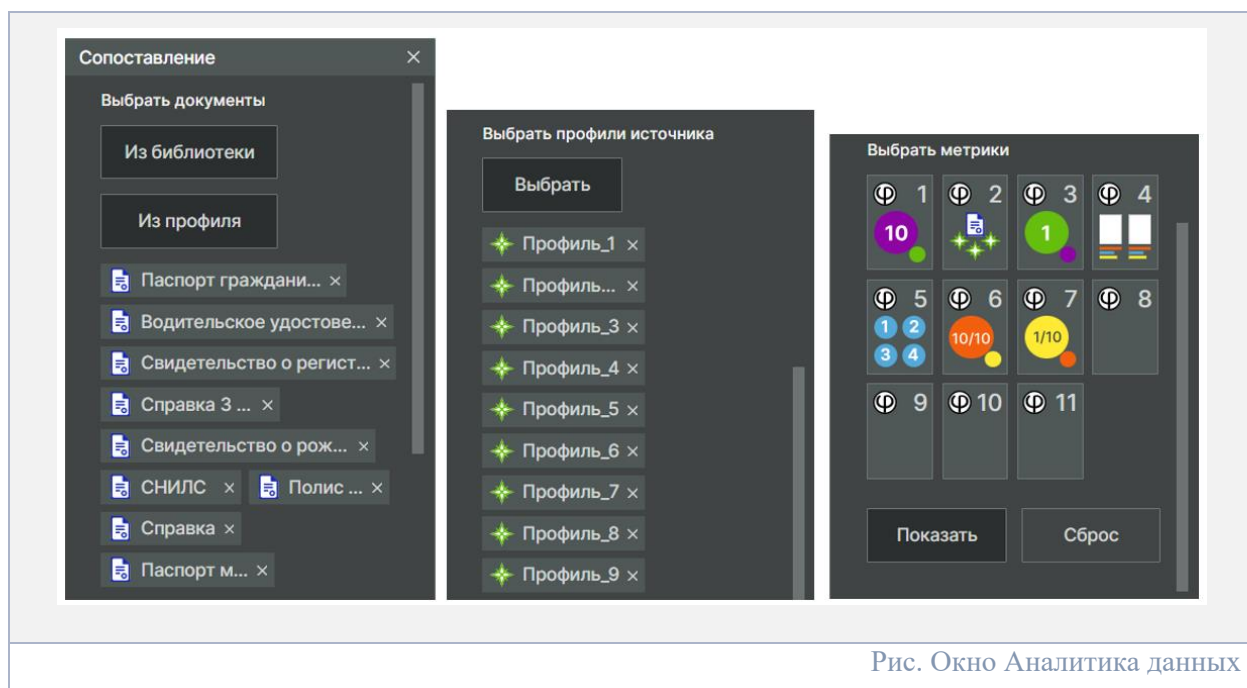 Сопоставление ×
Выбрать документы
Из библиотеки
Из профиля
Паспорт граждани... ×
Водительское удостове... ×
Свидетельство о регист... ×
Справка 3 ... ×
Свидетельство о рож... ×
СНИЛС × Полис ... ×
Справка ×
Паспорт м... ×
Выбрать профили источника
Выбрать
Профиль_1 ×
Профиль... ×
Профиль_3 ×
Профиль_4 ×
Профиль_5 ×
Профиль_6 ×
Профиль_7 ×
Профиль_8 ×
Профиль_9 ×
Выбрать метрики
φ 1 φ 2 φ 3 φ 4
10 1
φ 5 φ 6 φ 7 φ 8
1 2 10/10 1/10
3 4
φ 9 φ 10 φ 11
Показать Сброс
Рис. Окно Аналитика данных